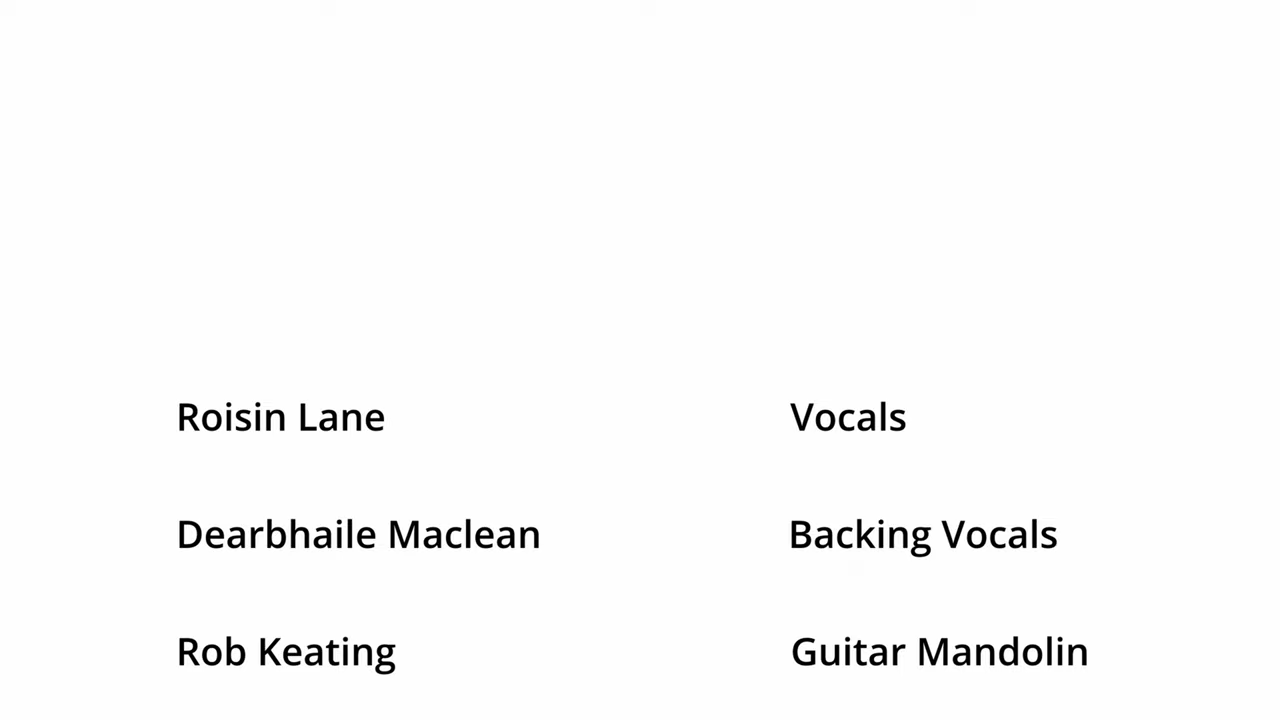 Roisin Lane Vocals
Dearbhaile Maclean Backing Vocals
Rob Keating Guitar Mandolin